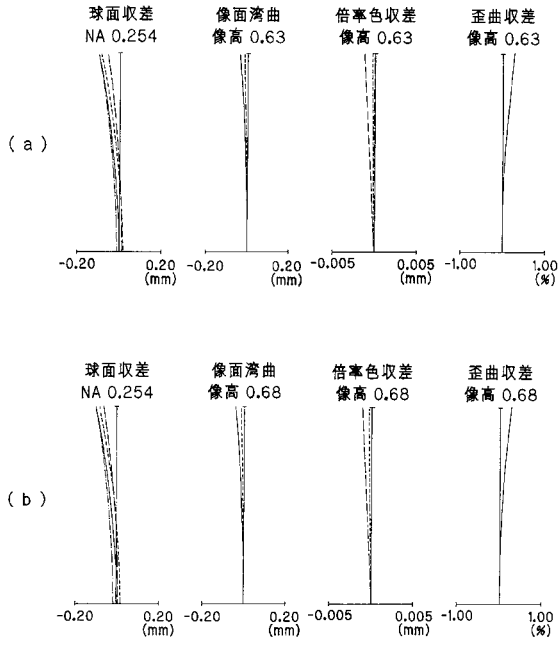 球面収差 像面湾曲 倍率色収差 歪曲収差
NA 0.254 像高 0.63 像高 0.63 像高 0.63
(a)
-0.20 0.20 -0.20 0.20 -0.005 0.005 -1.00 1.00
(mm) (mm) (mm) (%)
球面収差 像面湾曲 倍率色収差 歪曲収差
NA 0.254 像高 0.68 像高 0.68 像高 0.68
(b)
-0.20 0.20 -0.20 0.20 -0.005 0.005 -1.00 1.00
(mm) (mm) (mm) (%)